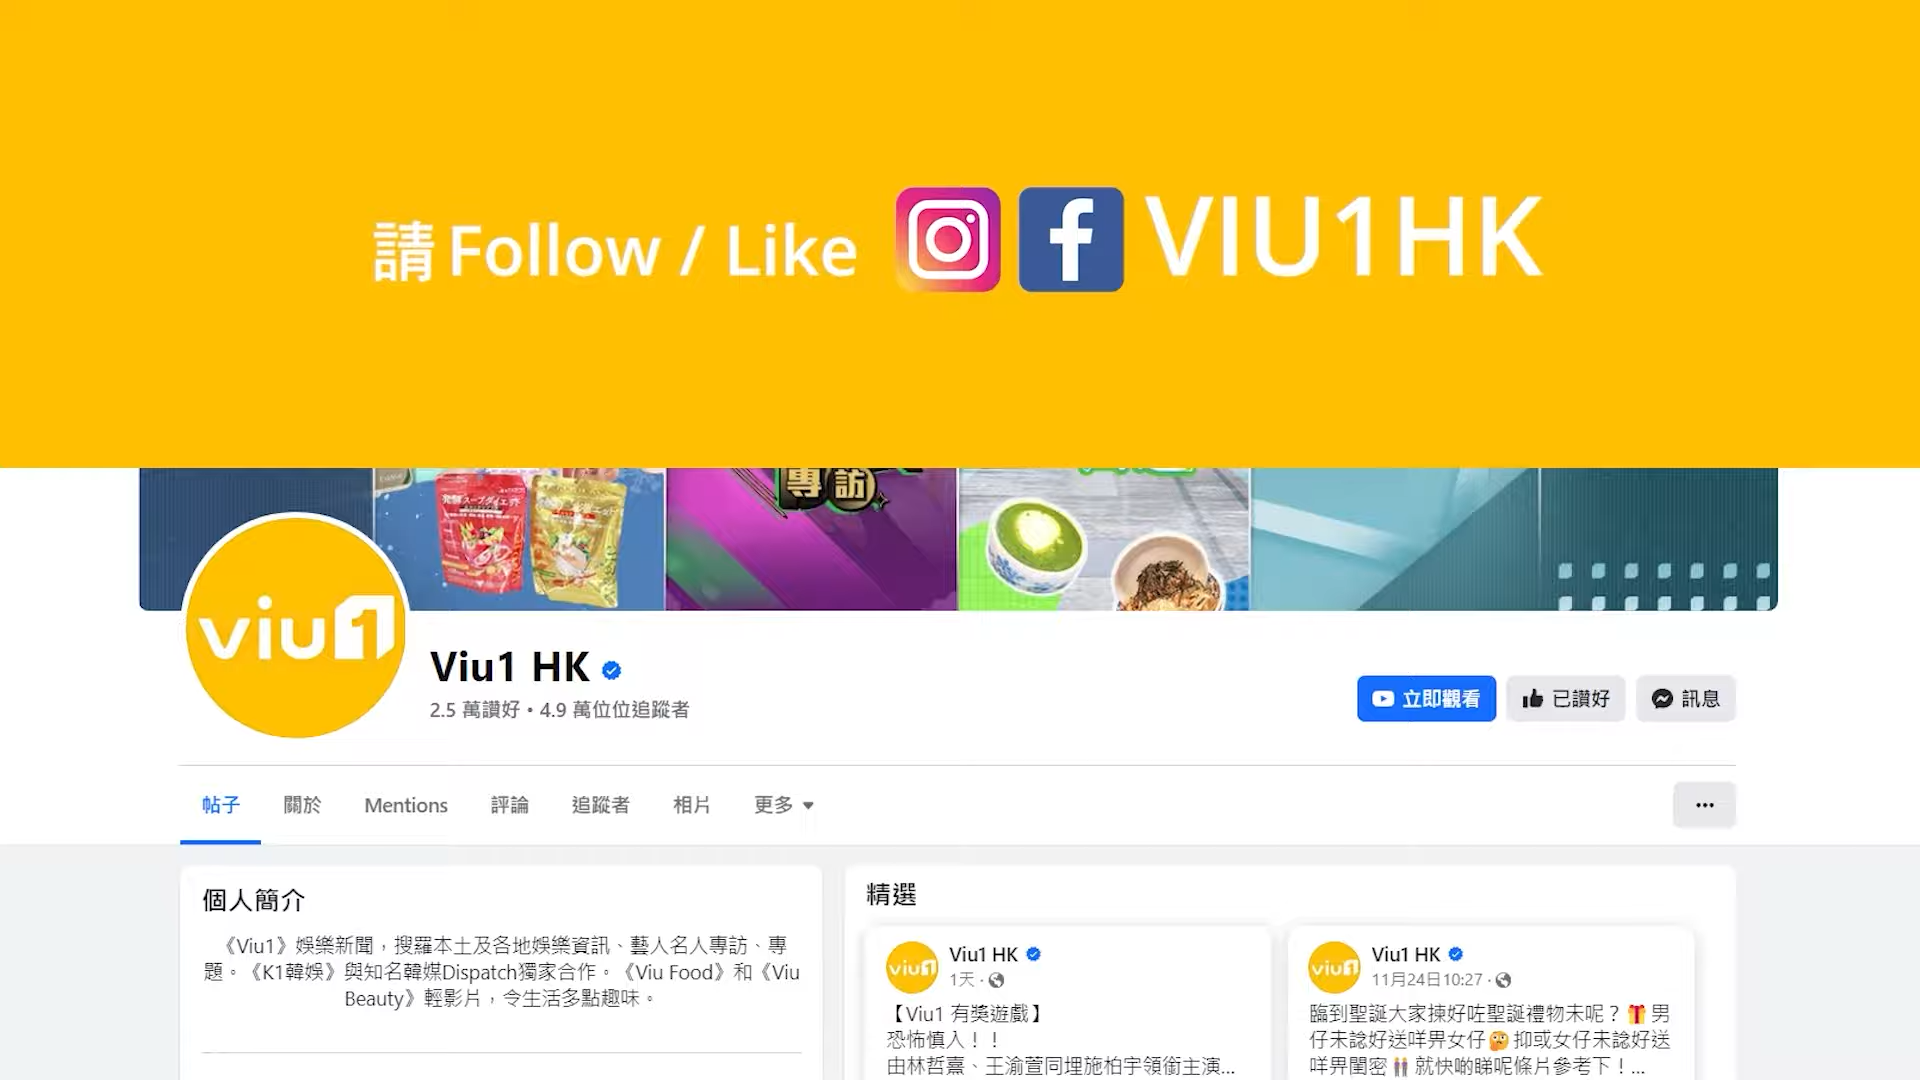 請 Follow / Like VIU1HK
專訪
viu1
Viu1 HK
2.5 萬讚好 • 4.9 萬位位追蹤者
立即觀看
已讚好
訊息
帖子
關於
Mentions
評論
追蹤者
相片
更多
個人簡介
《Viu1》娛樂新聞，搜羅本土及各地娛樂資訊、藝人名人專訪、專
題。《K1韓娛》與知名韓媒Dispatch獨家合作。《Viu Food》和《Viu
Beauty》輕影片，令生活多點趣味。
精選
viu1
Viu1 HK
1天 ·
【Viu1 有獎遊戲】
恐怖慎入！！
由林哲熹、王渝萱同埋施柏宇領銜主演...
viu1
Viu1 HK
11月24日10:27 ·
臨到聖誕大家揀好咗聖誕禮物未呢？🎁男
仔未諗好送咩畀女仔🤔抑或女仔未諗好送
咩畀閨密👭就快啲睇呢條片參考下！...